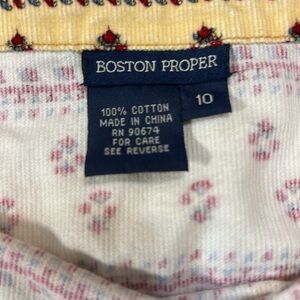 BOSTON PROPER
10
100% COTTON
MADE IN CHINA
RN 90674
FOR CARE
SEE REVERSE